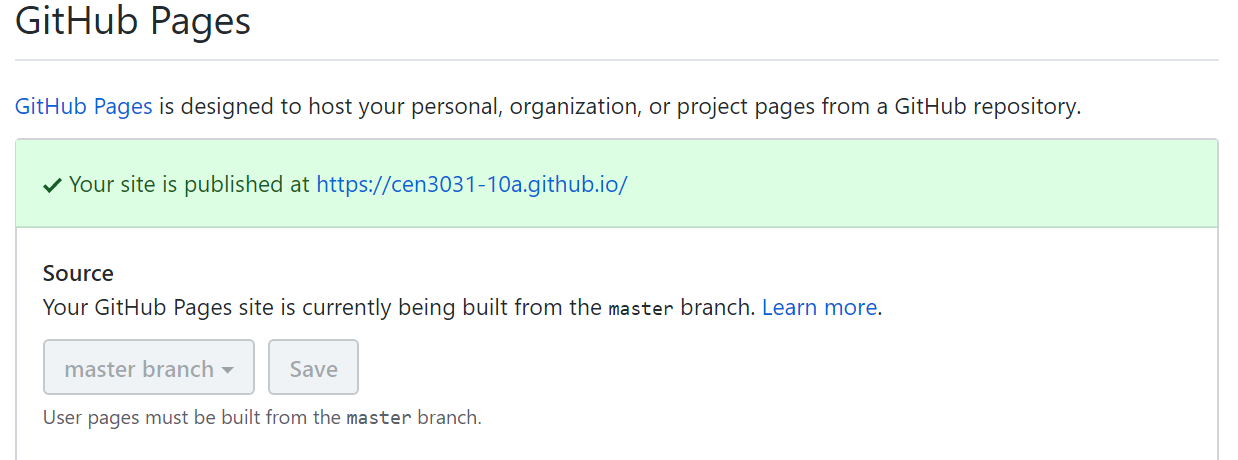 GitHub Pages
GitHub Pages is designed to host your personal, organization, or project pages from a GitHub repository.
Your site is published at https://cen3031-10a.github.io/
Source
Your GitHub Pages site is currently being built from the master branch. Learn more.
master branch Save
User pages must be built from the master branch.